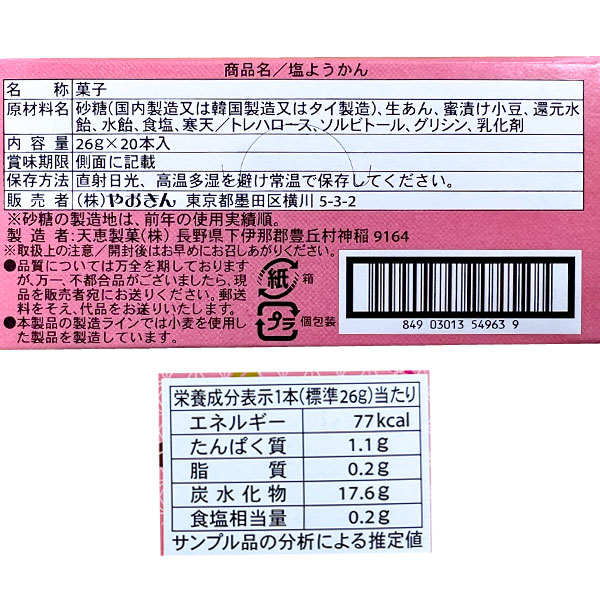 商品名／塩ようかん
名称 菓子
原材料名 砂糖(国内製造又は韓国製造又はタイ製造)、生あん、蜜漬け小豆、還元水
飴、水飴、食塩、寒天／トレハロース、ソルビトール、グリシン、乳化剤
内容量 26g×20本入
賞味期限 側面に記載
保存方法 直射日光、高温多湿を避け常温で保存してください。
販売者 (株)やおきん 東京都墨田区横川5-3-2
※砂糖の製造地は、前年の使用実績順。
製造者：天恵製菓(株) 長野県下伊那郡豊丘村神稲9164
※取扱上の注意／開封後はお早めにお召しあがりください。
●品質については万全を期しております
が、万一、不都合がございましたら、現
品を販売者宛にお送りください。郵送
料をそえ、代品をお送りいたします。
●本製品の製造ラインでは小麦を使用し
た製品を製造しています。
紙 箱
プラ 個包装
849 03013 54963 9
栄養成分表示1本(標準26g)当たり
エネルギー 77kcal
たんぱく質 1.1g
脂質 0.2g
炭水化物 17.6g
食塩相当量 0.2g
サンプル品の分析による推定値